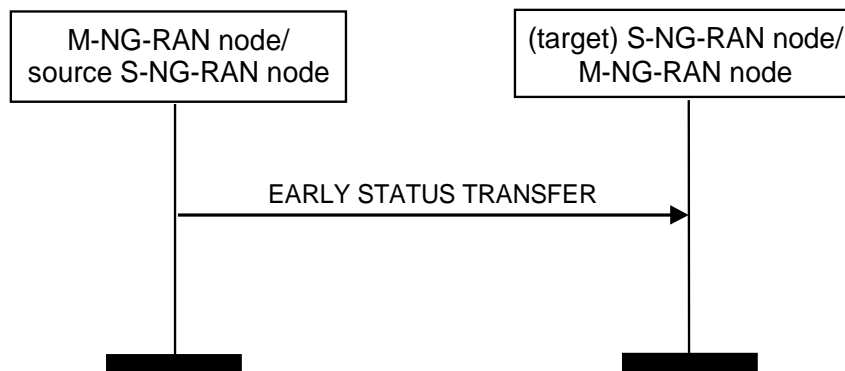 M-NG-RAN node/
source S-NG-RAN node
(target) S-NG-RAN node/
M-NG-RAN node
EARLY STATUS TRANSFER